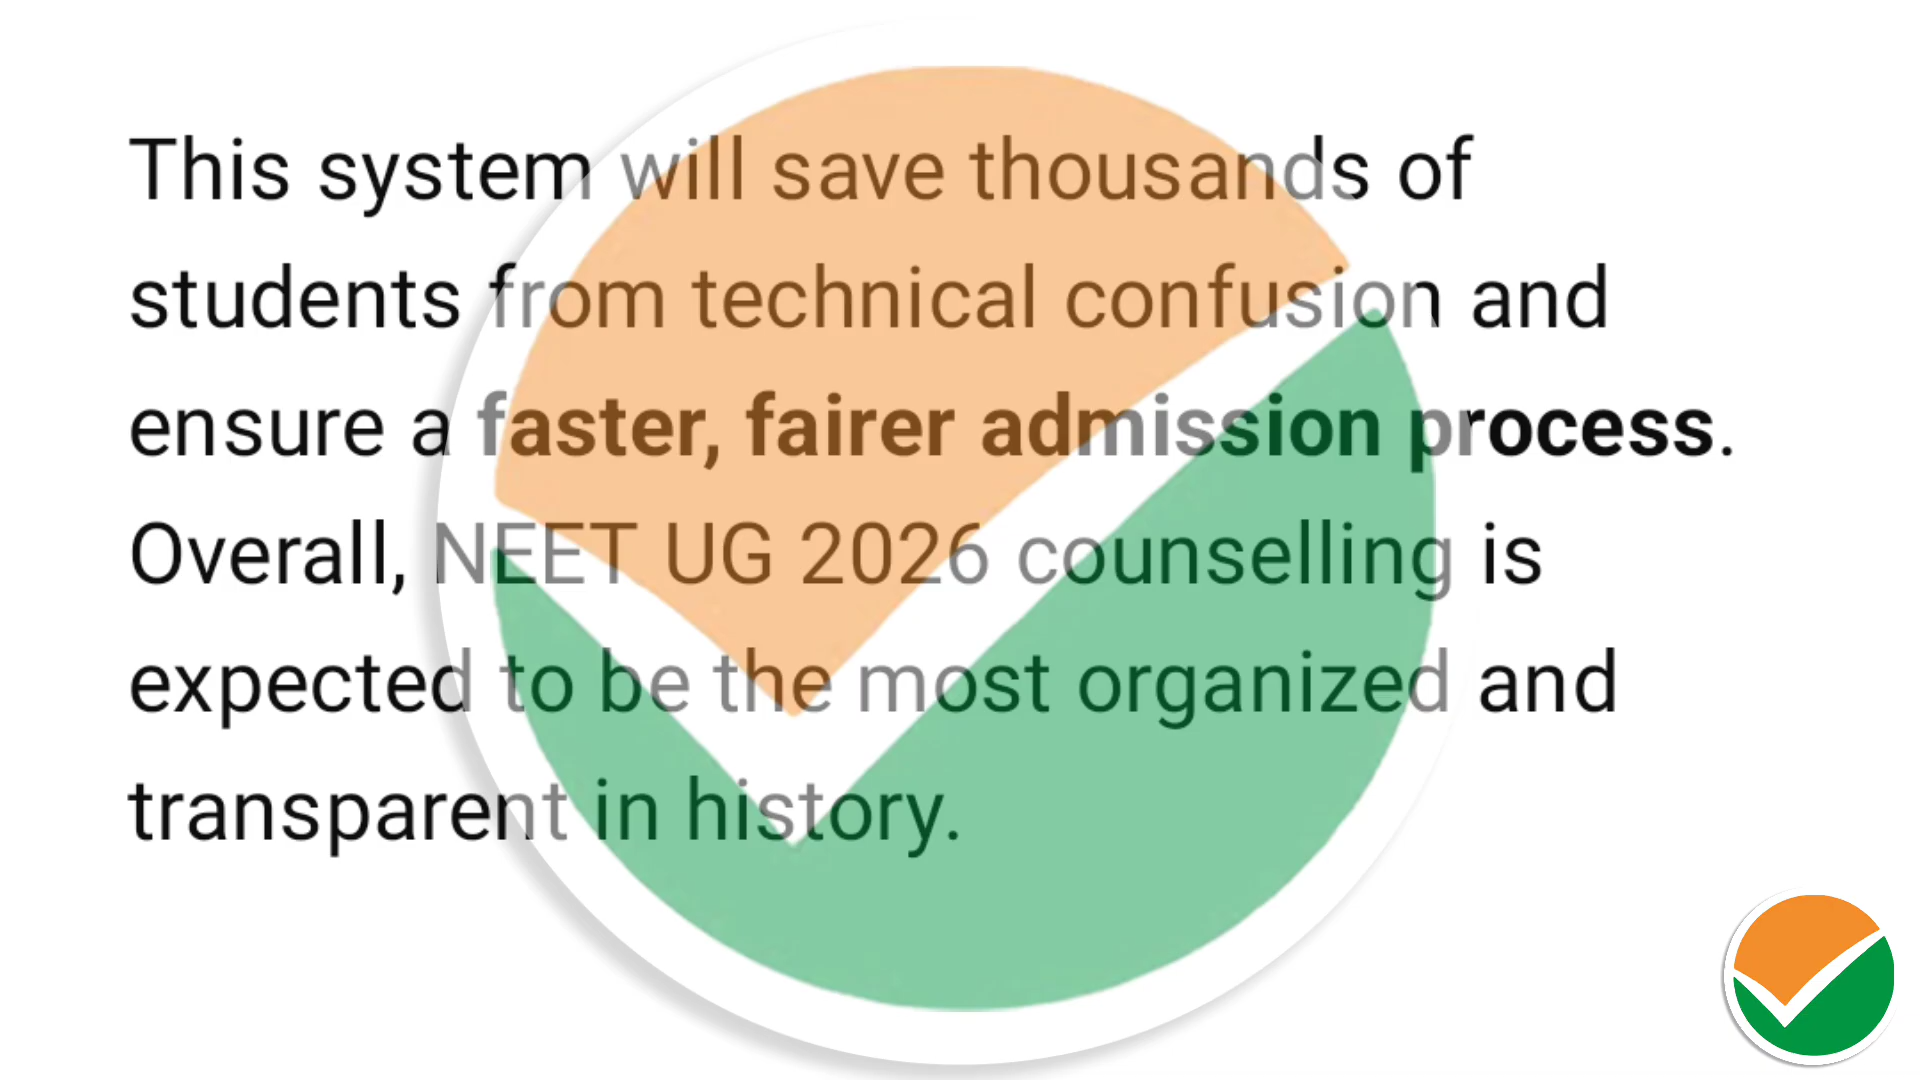 This system will save thousands of
students from technical confusion and
ensure a faster, fairer admission process.
Overall, NEET UG 2026 counselling is
expected to be the most organized and
transparent in history.